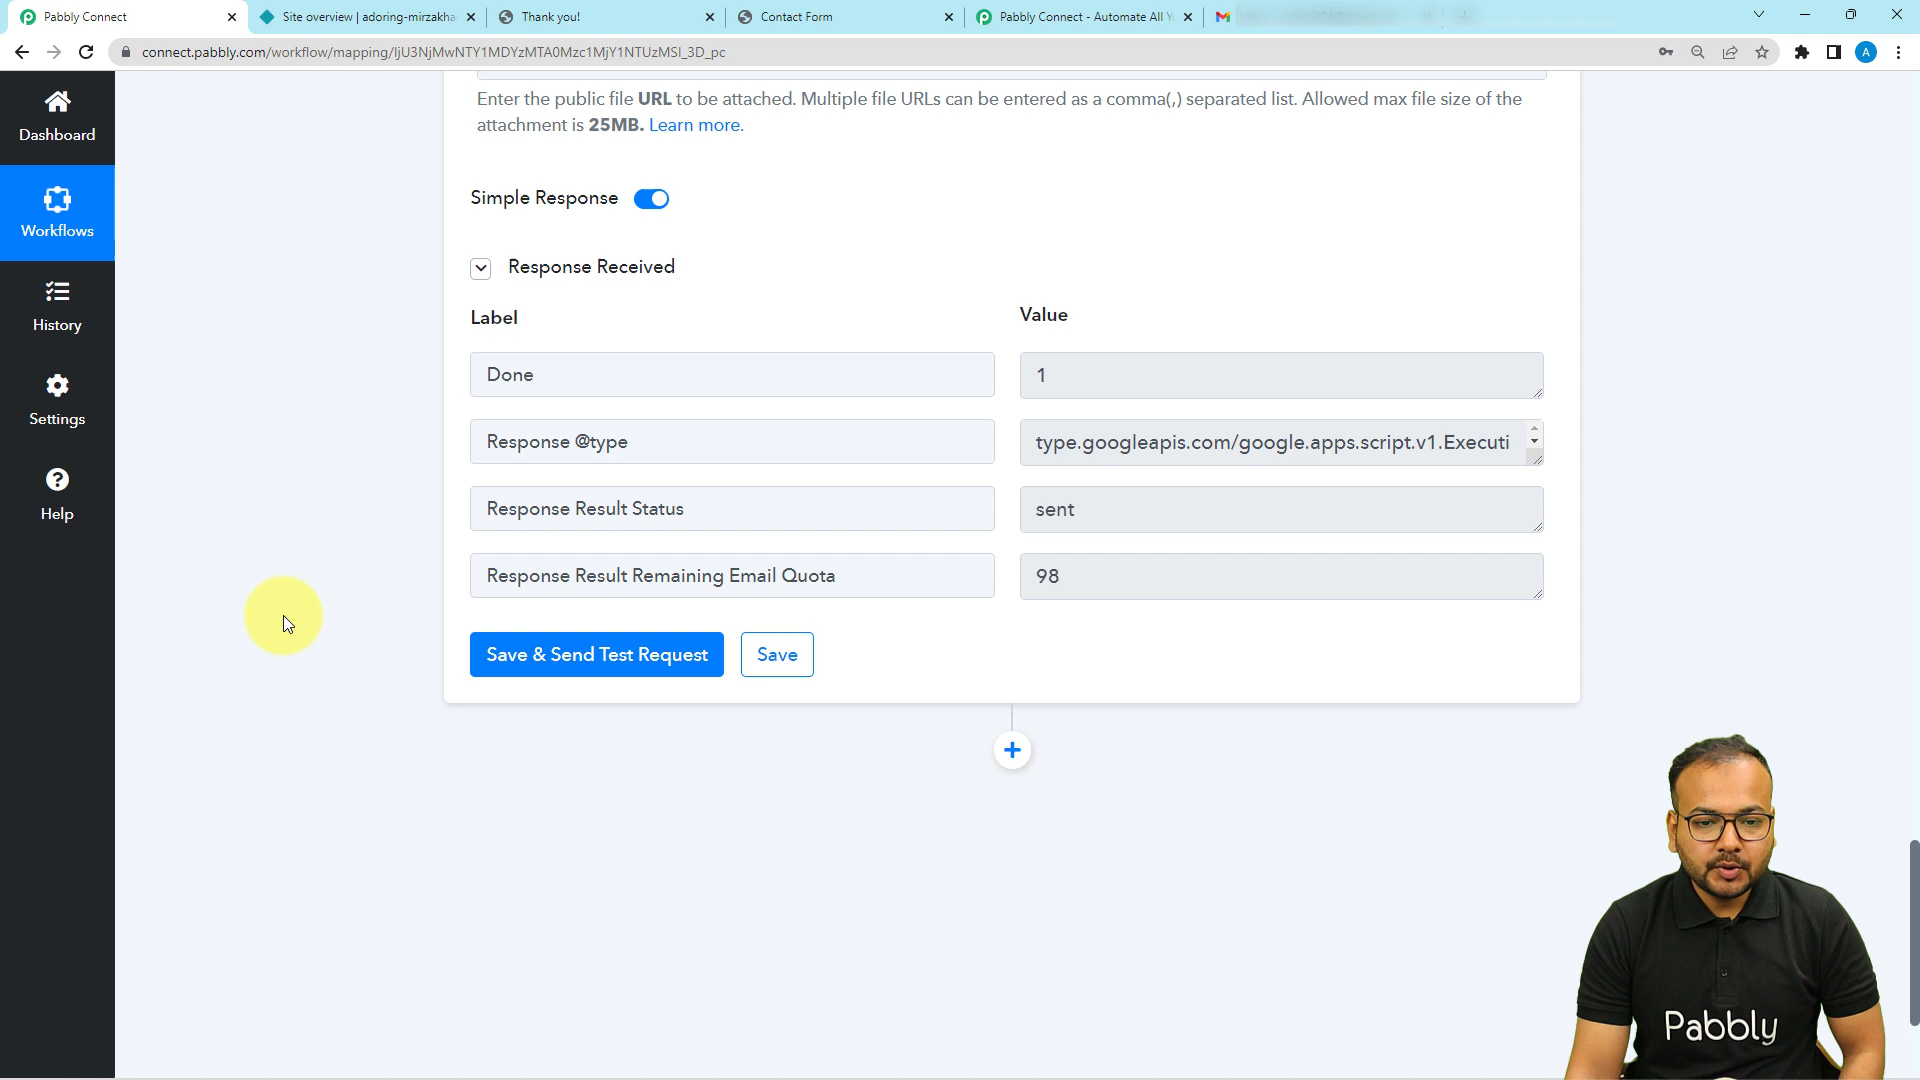 Pabbly Connect
Site overview | adoring-mirzakha
Thank you!
Contact Form
Pabbly Connect - Automate All Y
connect.pabbly.com/workflow/mapping/IjU3NjMwNTY1MDYzMTA0Mzc1MjY1NTUzMSI_3D_pc
A
Dashboard
Workflows
History
Settings
Help
Enter the public file URL to be attached. Multiple file URLs can be entered as a comma(,) separated list. Allowed max file size of the
attachment is 25MB. Learn more.
Simple Response
Response Received
Label
Value
Done
1
Response @type
type.googleapis.com/google.apps.script.v1.Executi
Response Result Status
sent
Response Result Remaining Email Quota
98
Save & Send Test Request
Save
Pabbly